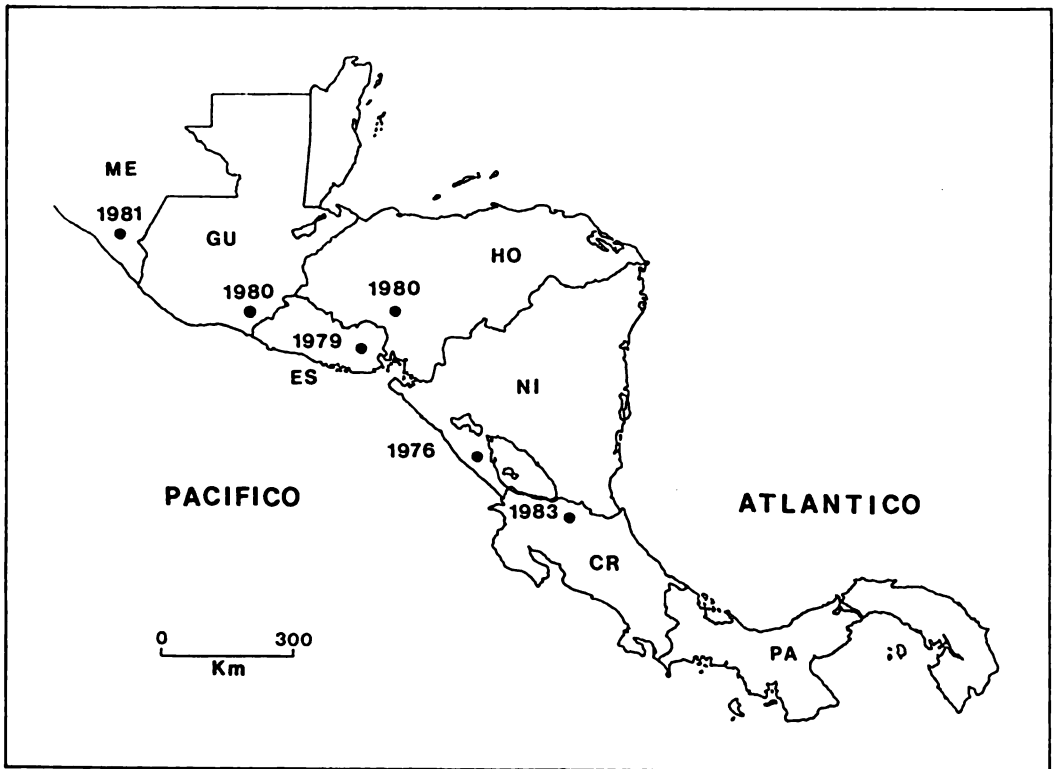 ME
1981
GU
HO
1980
1980
1979
ES
NI
1976
PACIFICO
ATLANTICO
1983
CR
0 300
Km
PA